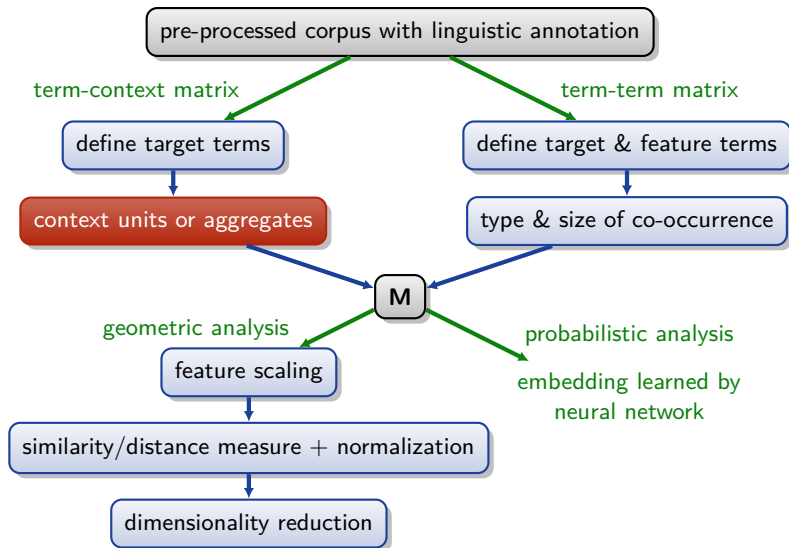 pre-processed corpus with linguistic annotation
term-context matrix
term-term matrix
define target terms
define target & feature terms
context units or aggregates
type & size of co-occurrence
M
geometric analysis
probabilistic analysis
feature scaling
embedding learned by
neural network
similarity/distance measure + normalization
dimensionality reduction